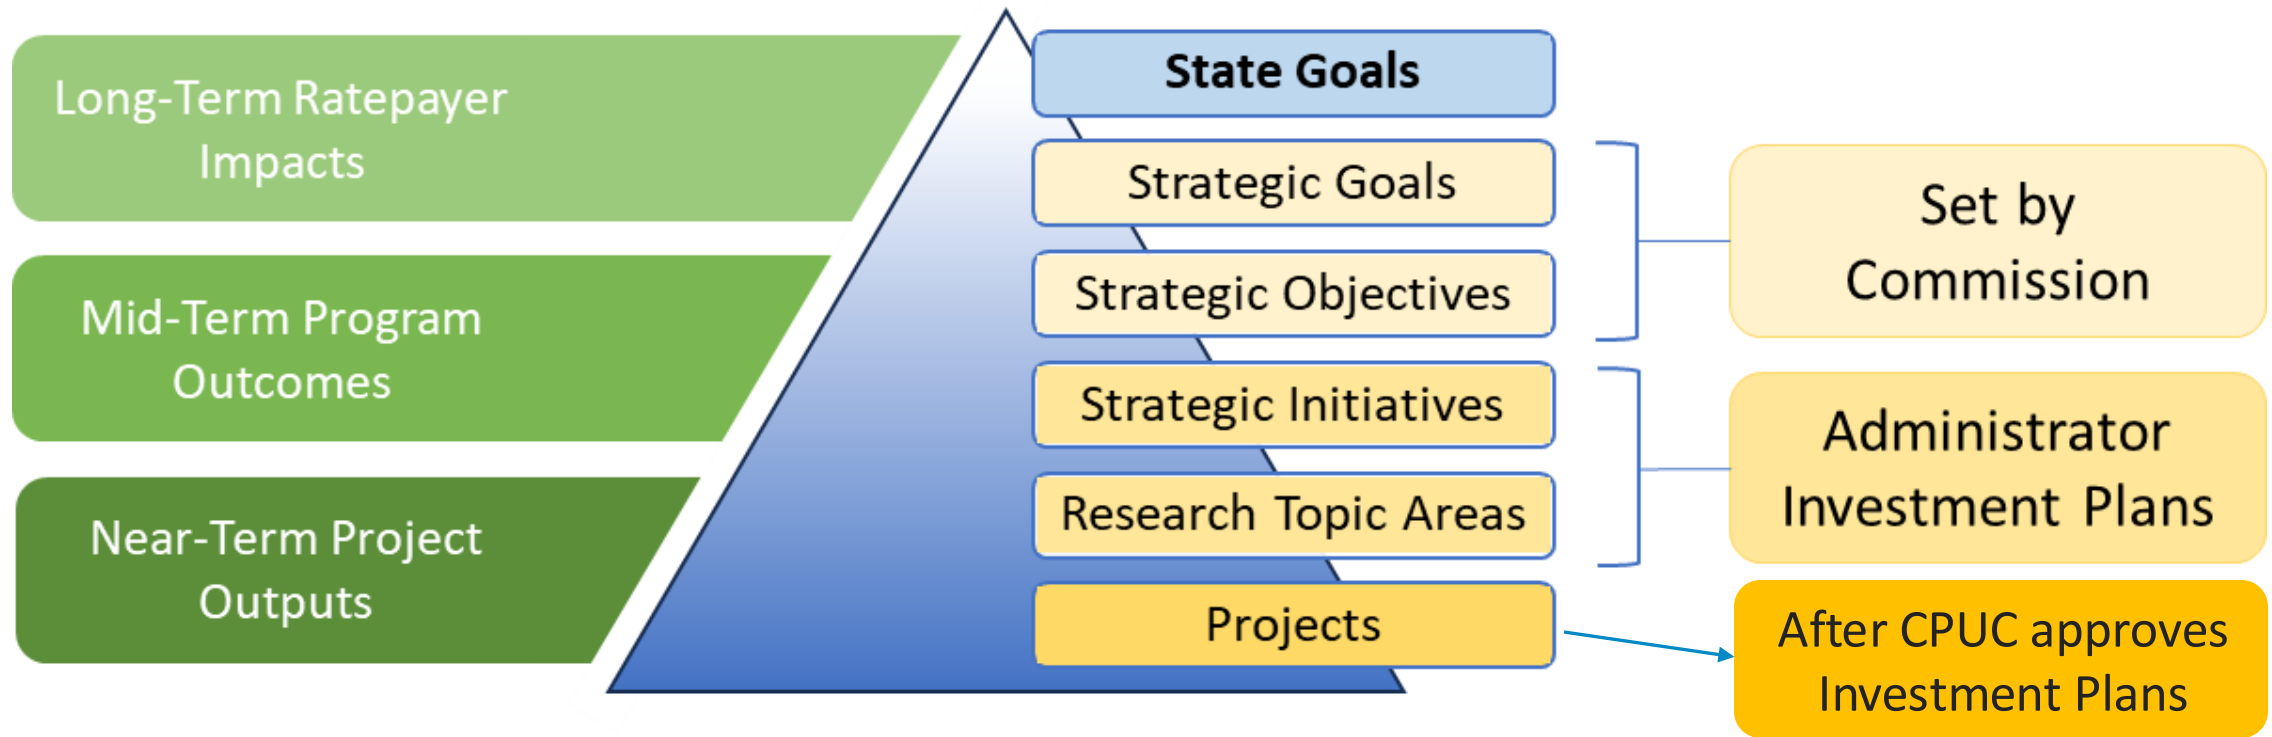 Long-Term Ratepayer
Impacts
Mid-Term Program
Outcomes
Near-Term Project
Outputs
State Goals
Strategic Goals
Strategic Objectives
Strategic Initiatives
Research Topic Areas
Projects
Set by
Commission
Administrator
Investment Plans
After CPUC approves
Investment Plans